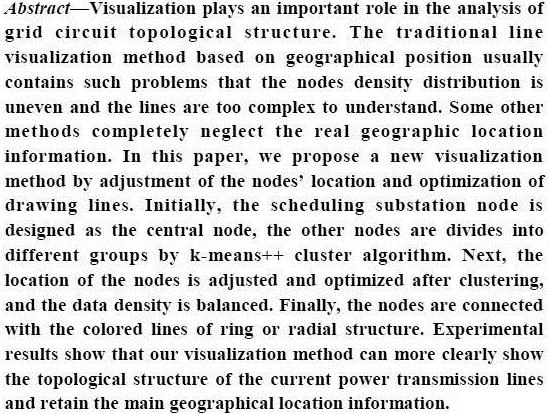 Abstract—Visualization plays an important role in the analysis of
grid circuit topological structure. The traditional line
visualization method based on geographical position usually
contains such problems that the nodes density distribution is
uneven and the lines are too complex to understand. Some other
methods completely neglect the real geographic location
information. In this paper, we propose a new visualization
method by adjustment of the nodes’ location and optimization of
drawing lines. Initially, the scheduling substation node is
designed as the central node, the other nodes are divides into
different groups by k-means++ cluster algorithm. Next, the
location of the nodes is adjusted and optimized after clustering,
and the data density is balanced. Finally, the nodes are connected
with the colored lines of ring or radial structure. Experimental
results show that our visualization method can more clearly show
the topological structure of the current power transmission lines
and retain the main geographical location information.